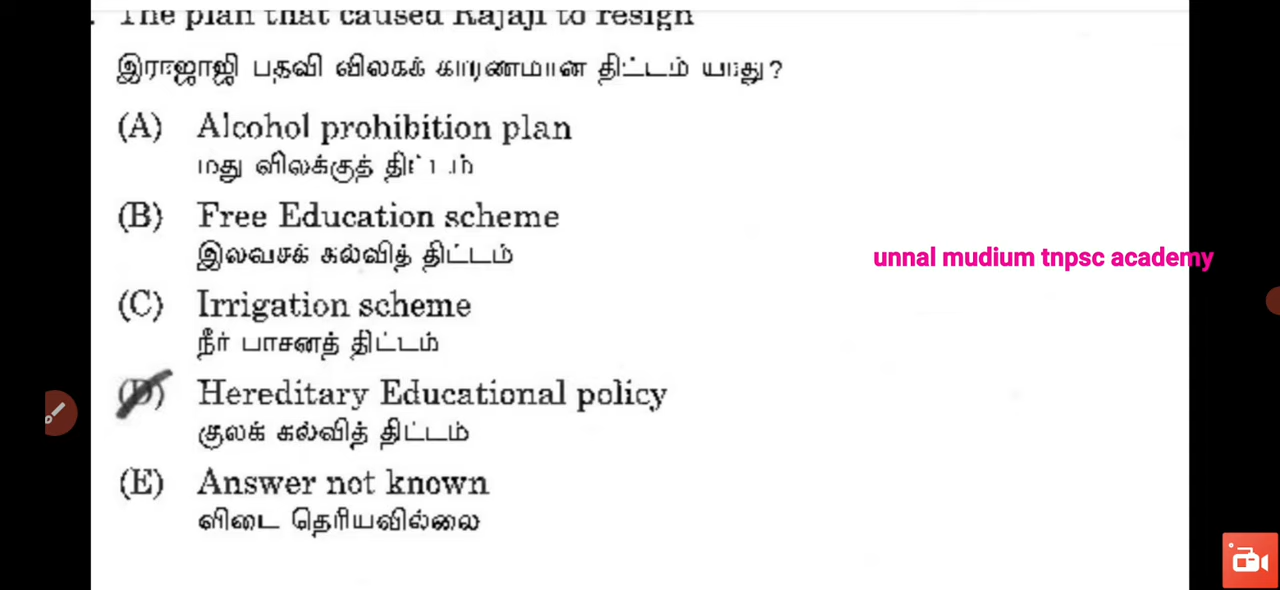 . The plan that caused Rajaji to resign
இராஜாஜி பதவி விலகக் காரணமான திட்டம் யாது?
(A) Alcohol prohibition plan
மது விலக்குத் திட்டம்
(B) Free Education scheme
இலவசக் கல்வித் திட்டம்
unnal mudium tnpsc academy
(C) Irrigation scheme
நீர் பாசனத் திட்டம்
(D) Hereditary Educational policy
குலக் கல்வித் திட்டம்
(E) Answer not known
விடை தெரியவில்லை